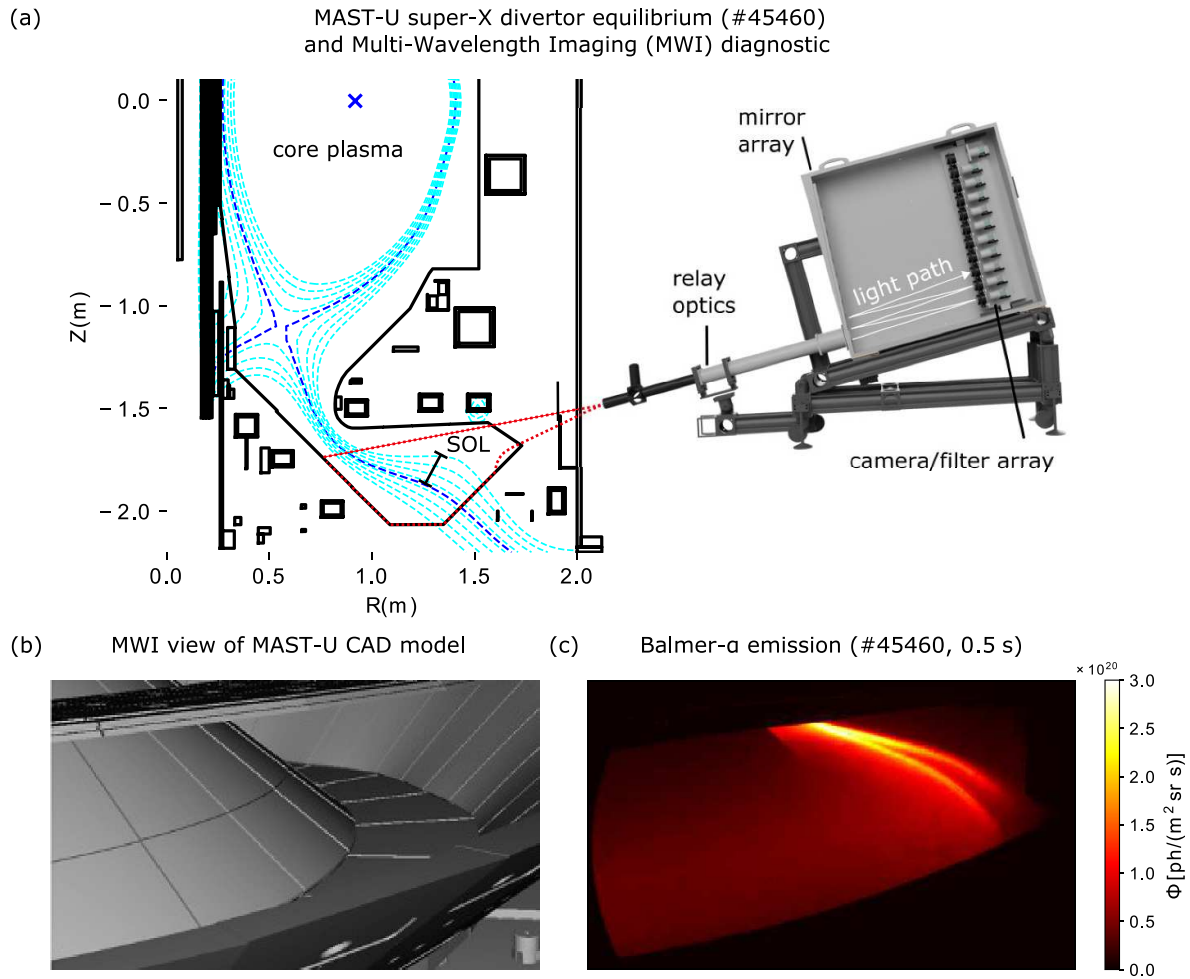 (a)
MAST-U super-X divertor equilibrium (#45460)
and Multi-Wavelength Imaging (MWI) diagnostic
0.0
− 0.5
− 1.0
− 1.5
− 2.0
Z(m)
0.0
0.5
1.0
1.5
2.0
R(m)
core plasma
SOL
mirror
array
relay
optics
light path
camera/filter array
(b)
MWI view of MAST-U CAD model
(c)
Balmer-α emission (#45460, 0.5 s)
× 10²⁰
3.0
2.5
2.0
1.5
1.0
0.5
0.0
Φ [ph/(m² sr s)]